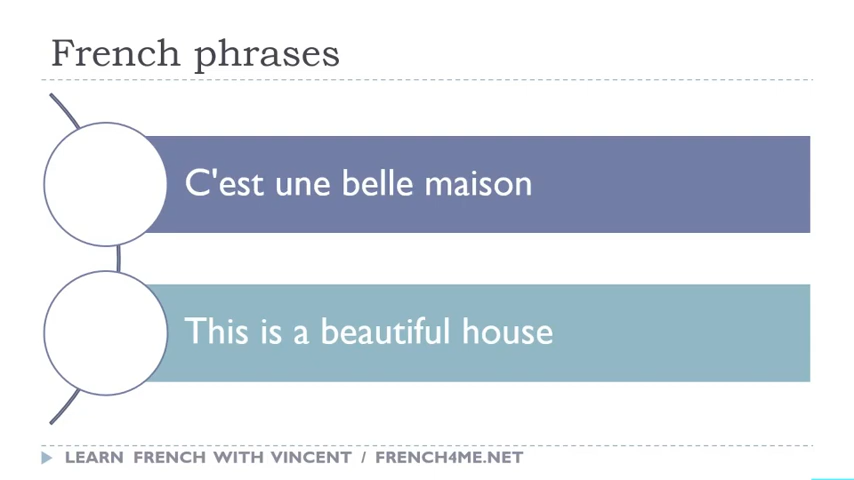 French phrases
C'est une belle maison
This is a beautiful house
LEARN FRENCH WITH VINCENT / FRENCH4ME.NET